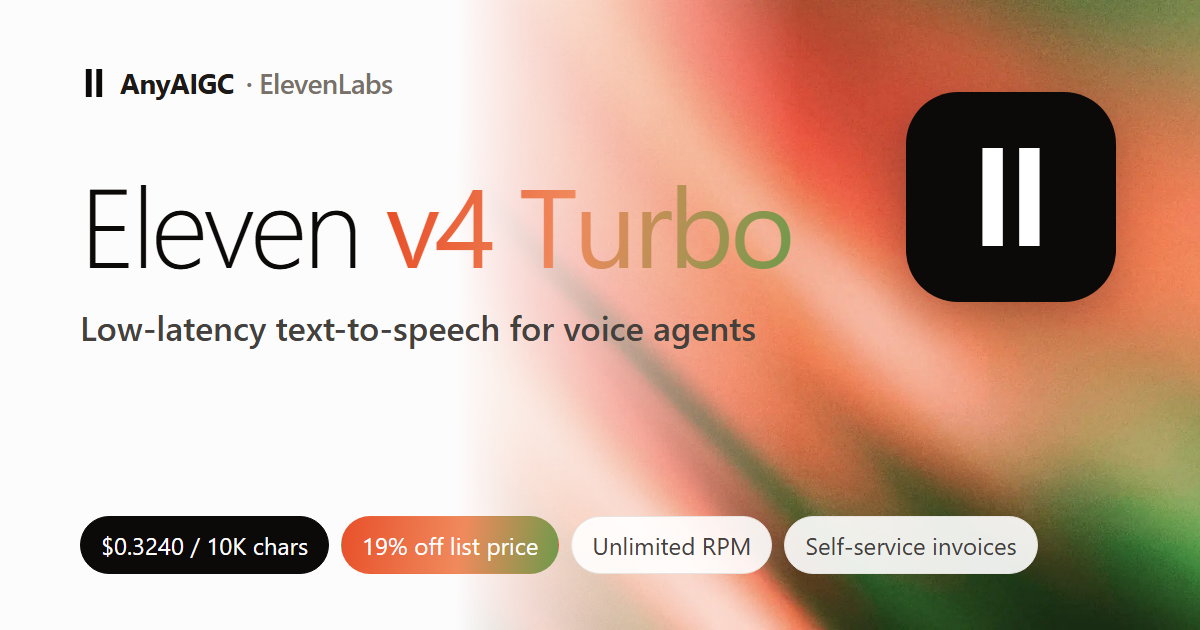 AnyAIGC · ElevenLabs
Eleven v4 Turbo
Low-latency text-to-speech for voice agents
$0.3240 / 10K chars
19% off list price
Unlimited RPM
Self-service invoices